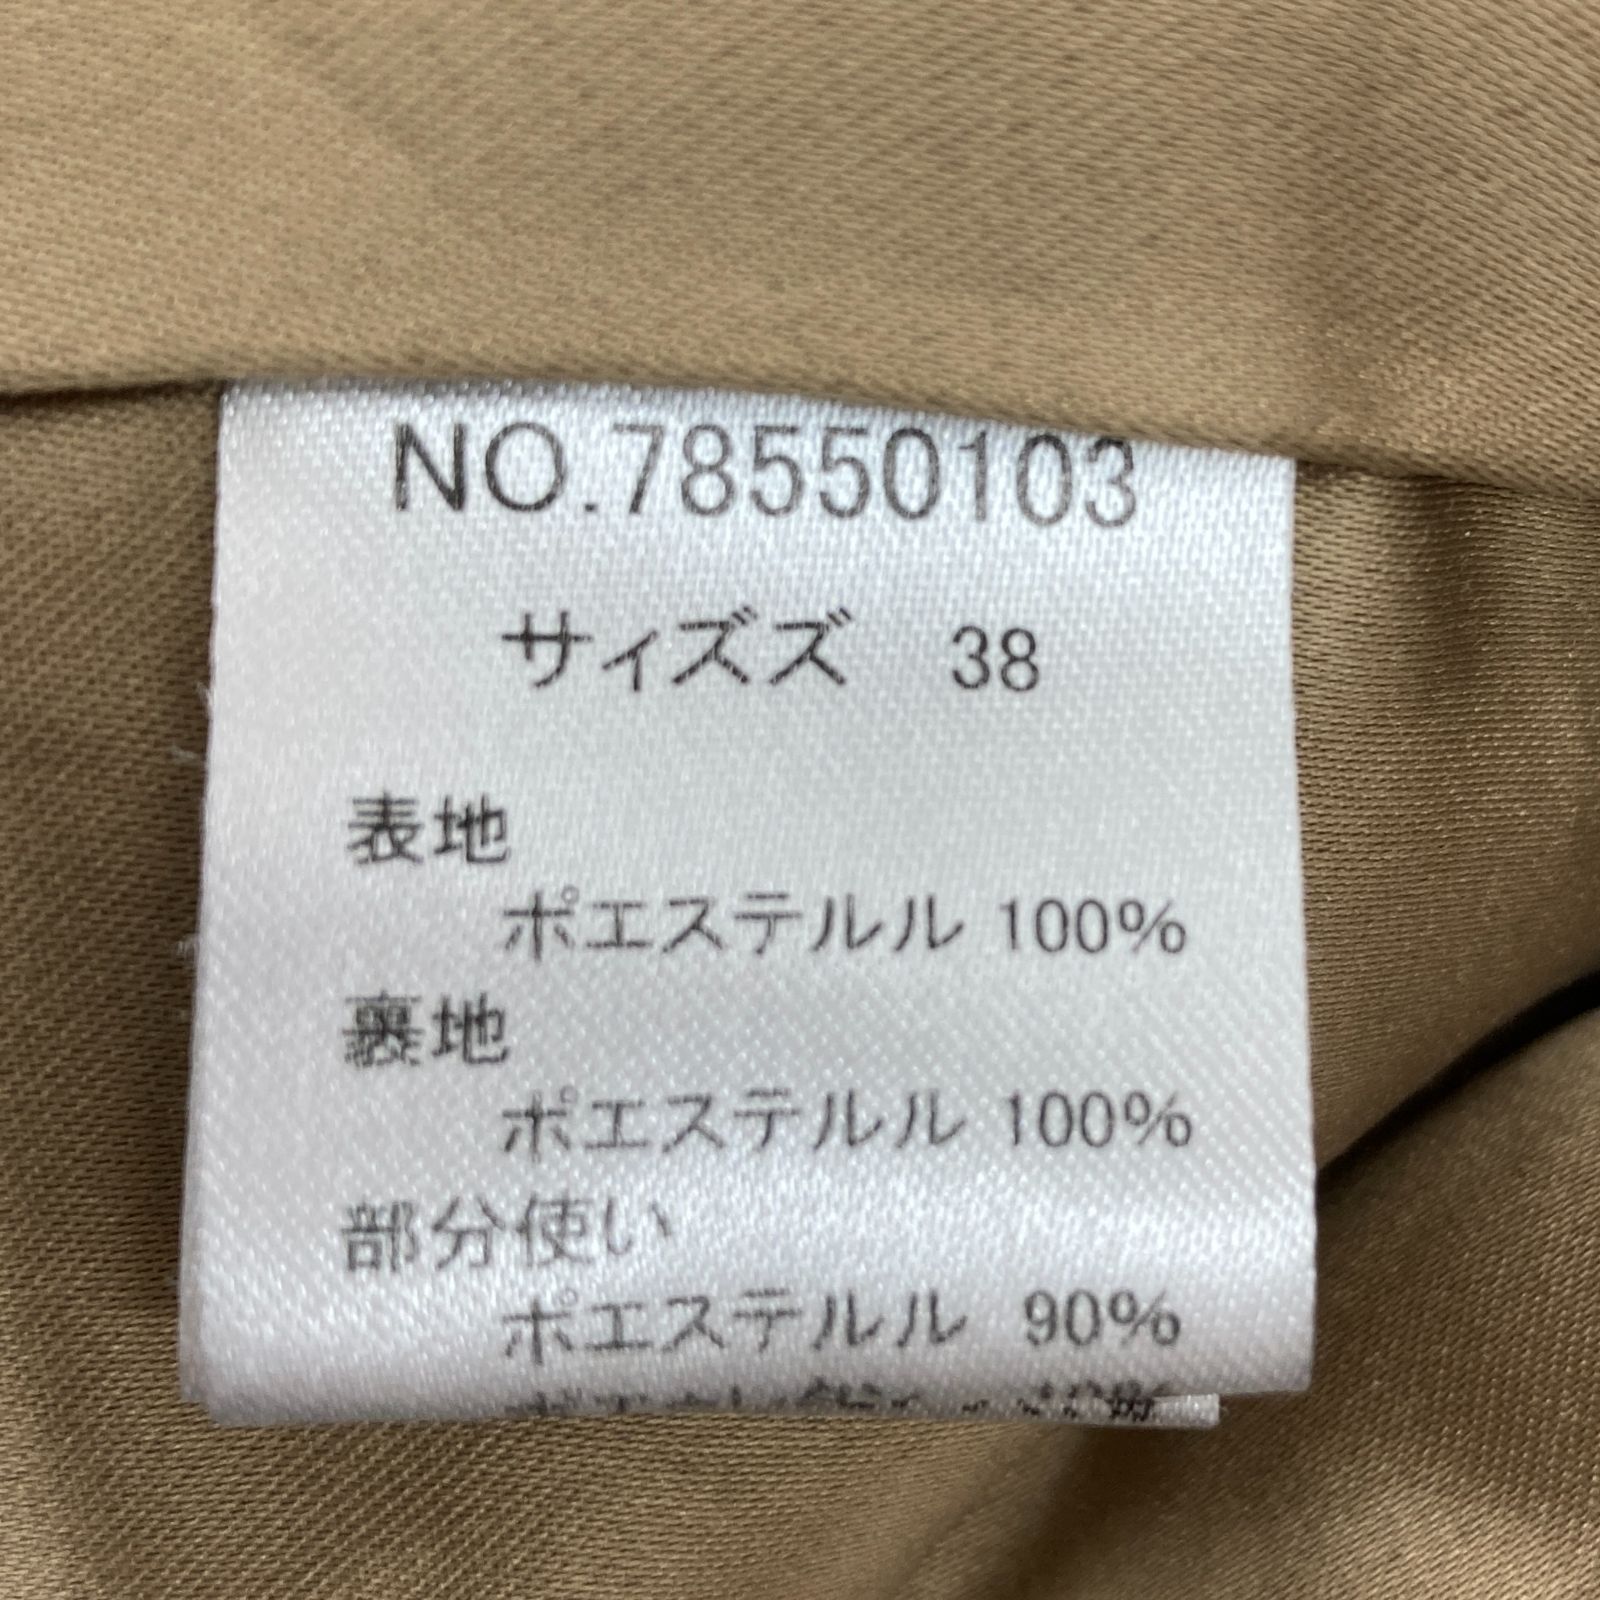 NO.78550103
サィズズ 38
表地
ポエステルル 100%
裏地
ポエステルル 100%
部分使い
ポエステルル 90%